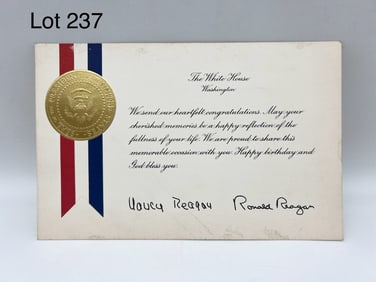 Lot 237
The White House
Washington
We send our heartfelt congratulations. May your
cherished memories be a happy reflection of the
fullness of your life. We are proud to share this
memorable occasion with you. Happy birthday and
God bless you.
Nancy Reagan Ronald Reagan